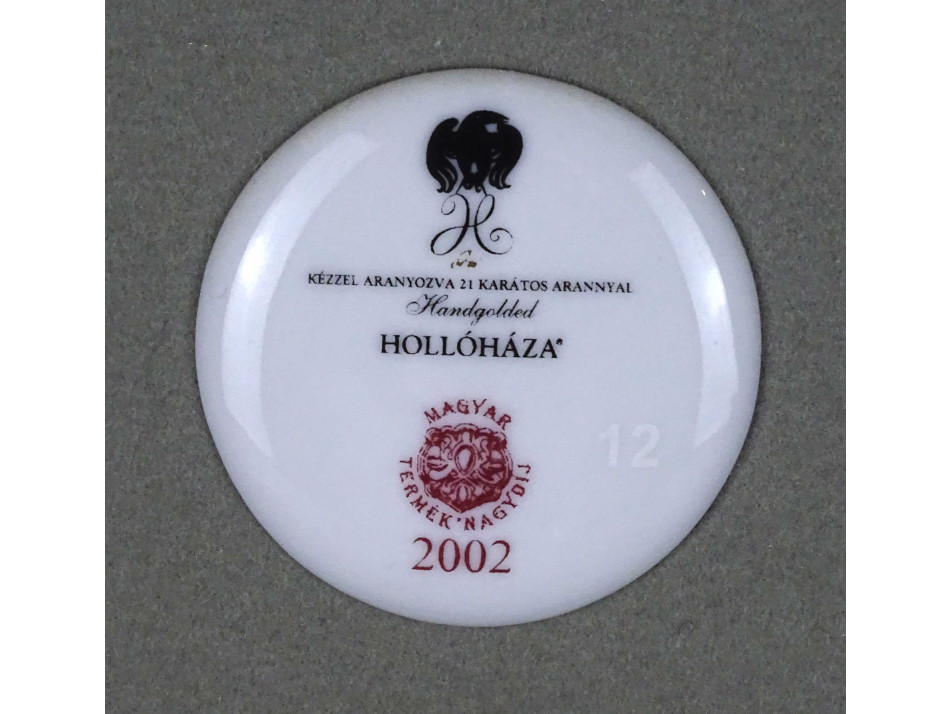 H
KÉZZEL ARANYOZVA 21 KARÁTOS ARANNYAL
Handgolded
HOLLÓHÁZA®
MAGYAR
TERMÉK NAGYDÍJ
12
2002